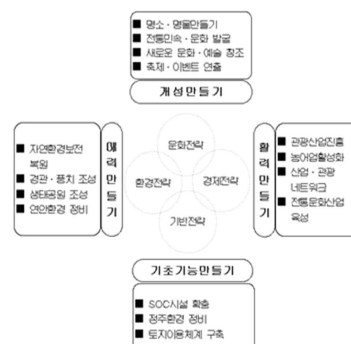 ■ 명소·명물만들기
■ 전통민속·문화 발굴
■ 새로운 문화·예술 창조
■ 축제·이벤트 연출
개성만들기
■ 자연환경보전
복원
■ 경관·풍치 조성
■ 생태공원 조성
■ 연안환경 정비
매력만들기
문화전략
환경전략
경제전략
기반전략
활력만들기
■ 관광산업진흥
■ 농어업활성화
■ 산업·관광
네트워크
■ 전통문화산업
육성
기초기능만들기
■ SOC시설 확충
■ 정주환경 정비
■ 토지이용체계 구축